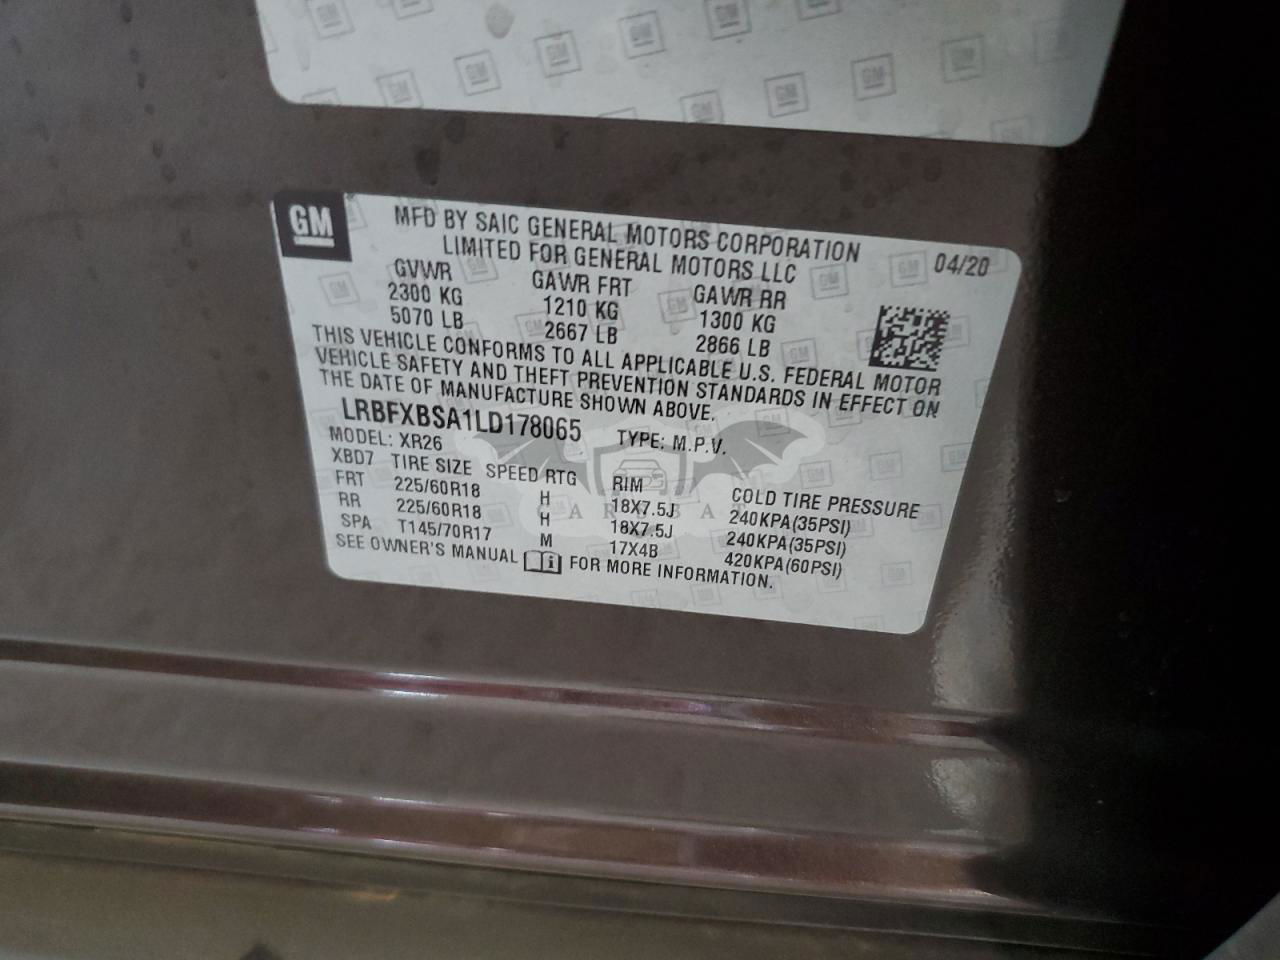 GM
MFD BY SAIC GENERAL MOTORS CORPORATION
LIMITED FOR GENERAL MOTORS LLC
04/20
GVWR GAWR FRT GAWR RR
2300 KG 1210 KG 1300 KG
5070 LB 2667 LB 2866 LB
THIS VEHICLE CONFORMS TO ALL APPLICABLE U.S. FEDERAL MOTOR
VEHICLE SAFETY AND THEFT PREVENTION STANDARDS IN EFFECT ON
THE DATE OF MANUFACTURE SHOWN ABOVE.
LRBFXBSA1LD178065 TYPE: M.P.V.
MODEL: XR26
XBD7 TIRE SIZE SPEED RTG RIM COLD TIRE PRESSURE
FRT 225/60R18 H 18X7.5J 240KPA(35PSI)
RR 225/60R18 H 18X7.5J 240KPA(35PSI)
SPA T145/70R17 M 17X4B 420KPA(60PSI)
SEE OWNER'S MANUAL i FOR MORE INFORMATION.